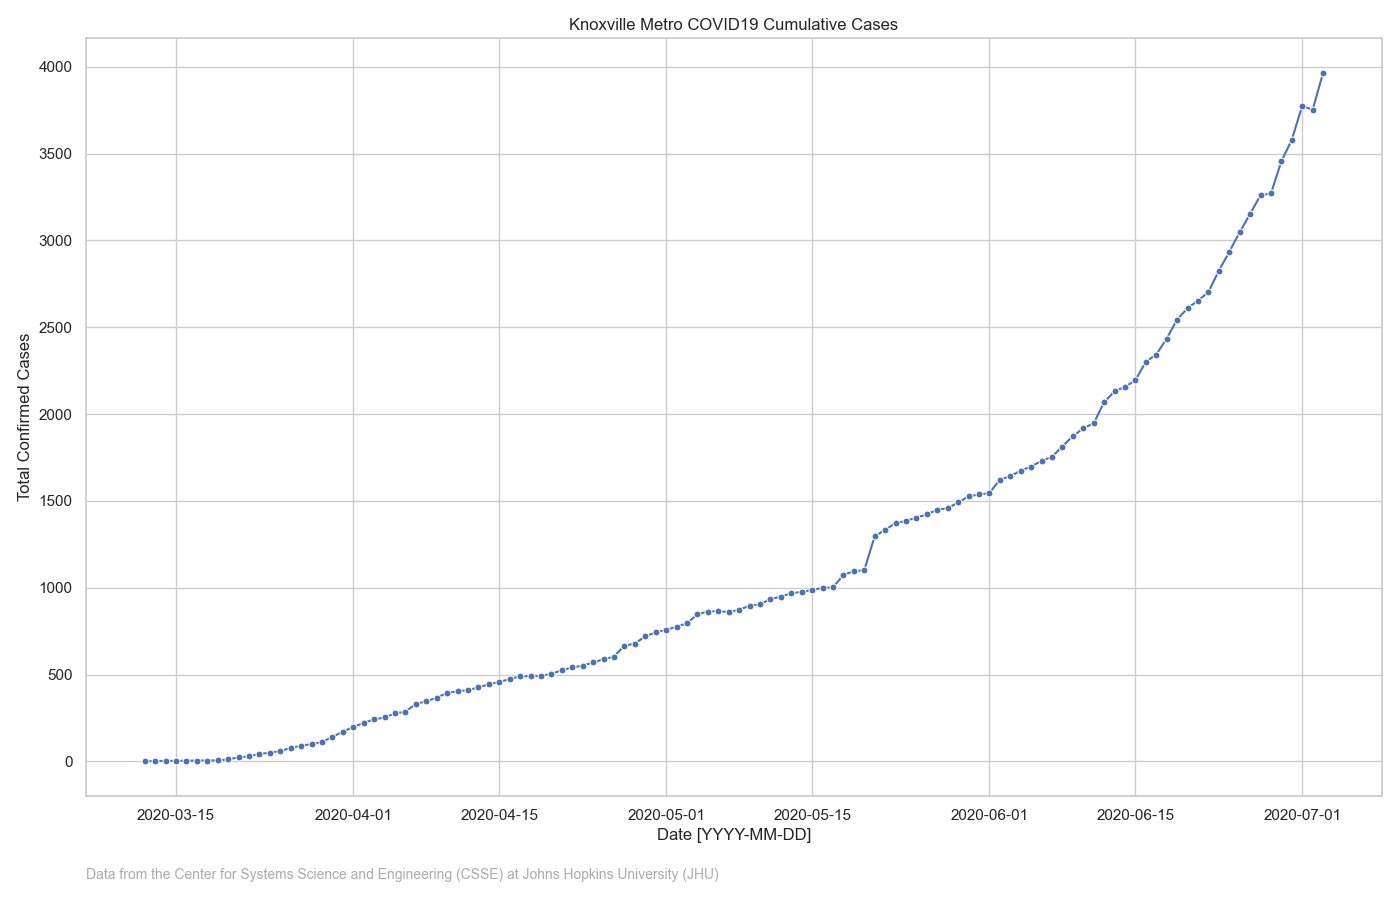 Knoxville Metro COVID19 Cumulative Cases
4000
3500
3000
2500
2000
1500
1000
500
0
Total Confirmed Cases
2020-03-15 2020-04-01 2020-04-15 2020-05-01 2020-05-15 2020-06-01 2020-06-15 2020-07-01
Date [YYYY-MM-DD]
Data from the Center for Systems Science and Engineering (CSSE) at Johns Hopkins University (JHU)